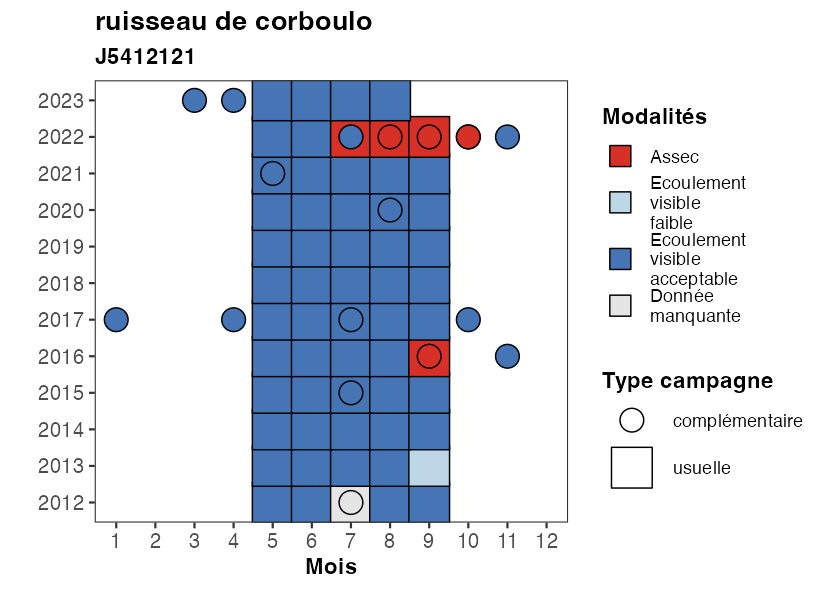 ruisseau de corboulo
J5412121
2023
2022
2021
2020
2019
2018
2017
2016
2015
2014
2013
2012
1 2 3 4 5 6 7 8 9 10 11 12
Mois
Modalités
Assec
Ecoulement
visible
faible
Ecoulement
visible
acceptable
Donnée
manquante
Type campagne
complémentaire
usuelle